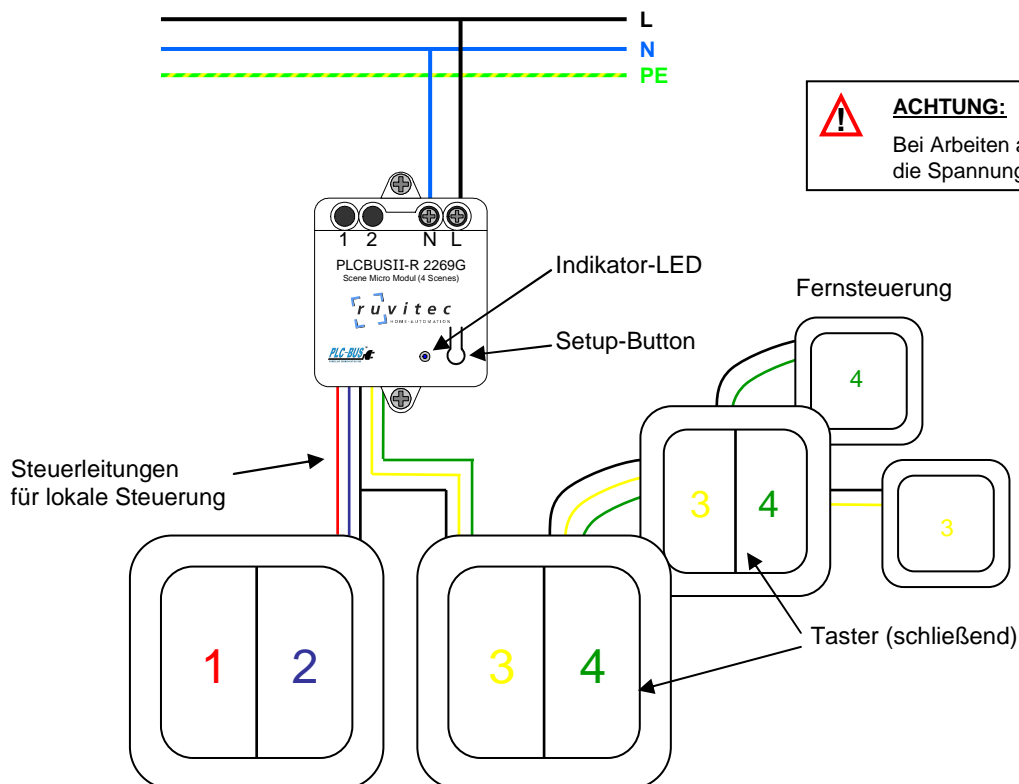 L
N
PE
ACHTUNG:
Bei Arbeiten a
die Spannung
1 2 N L
PLCBUSII-R 2269G
Scene Micro Modul (4 Scenes)
ruvitec
HOME-AUTOMATION
PLC-BUS
Indikator-LED
Setup-Button
Fernsteuerung
4
3 4
3
Steuerleitungen
für lokale Steuerung
1 2
3 4
Taster (schließend)